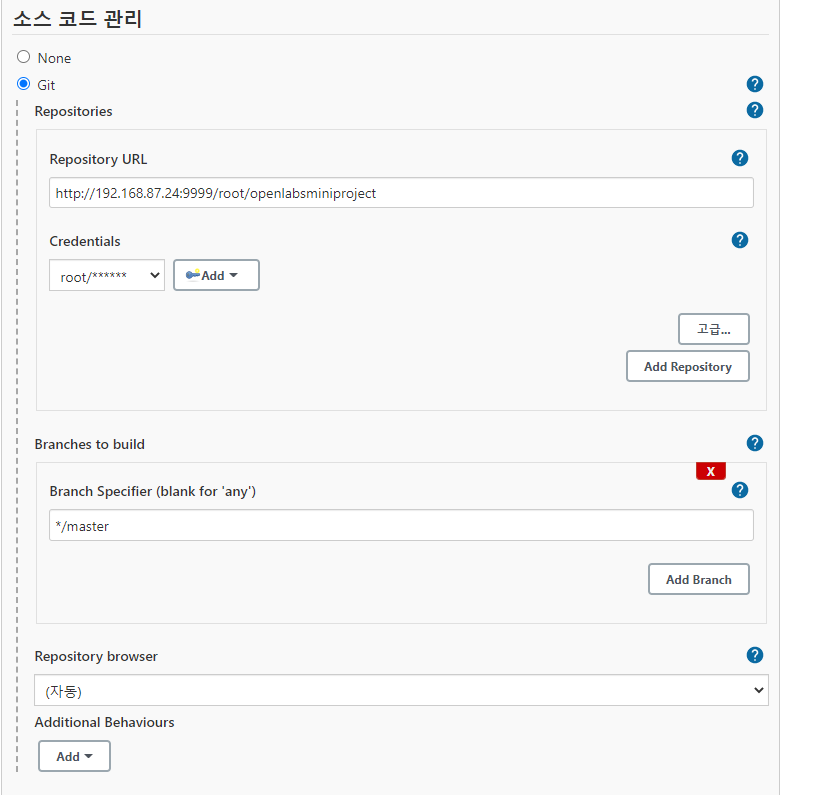 소스 코드 관리
None
Git
?
Repositories
?
Repository URL
?
http://192.168.87.24:9999/root/openlabsminiproject
Credentials
?
root/******
Add
고급...
Add Repository
Branches to build
?
X
Branch Specifier (blank for 'any')
?
*/master
Add Branch
Repository browser
?
(자동)
Additional Behaviours
Add